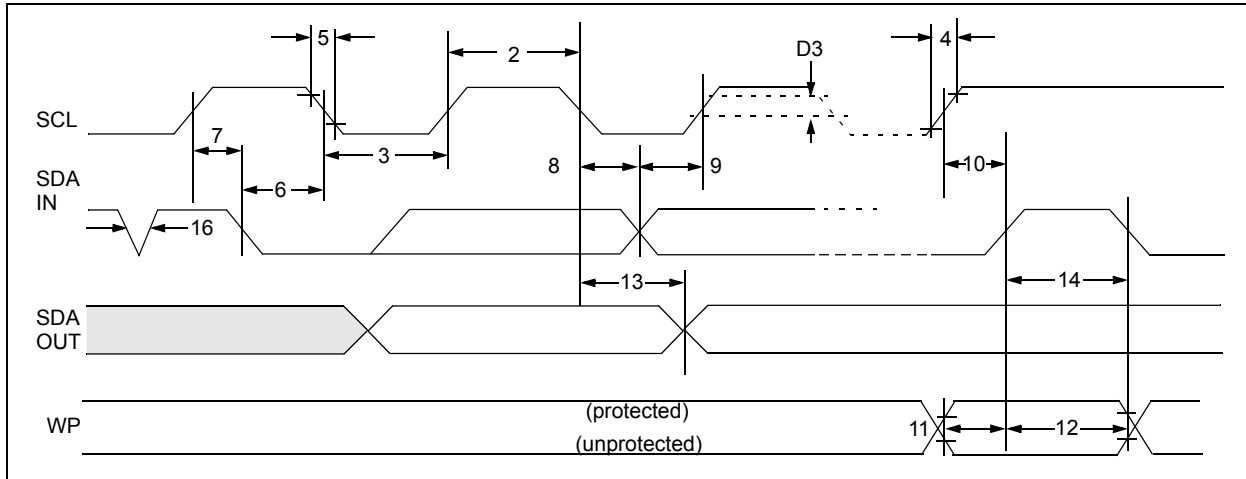 5
2
D3
4
SCL
7
3
8
9
10
SDA
IN
6
16
13
14
SDA
OUT
WP
(protected)
(unprotected)
11
12